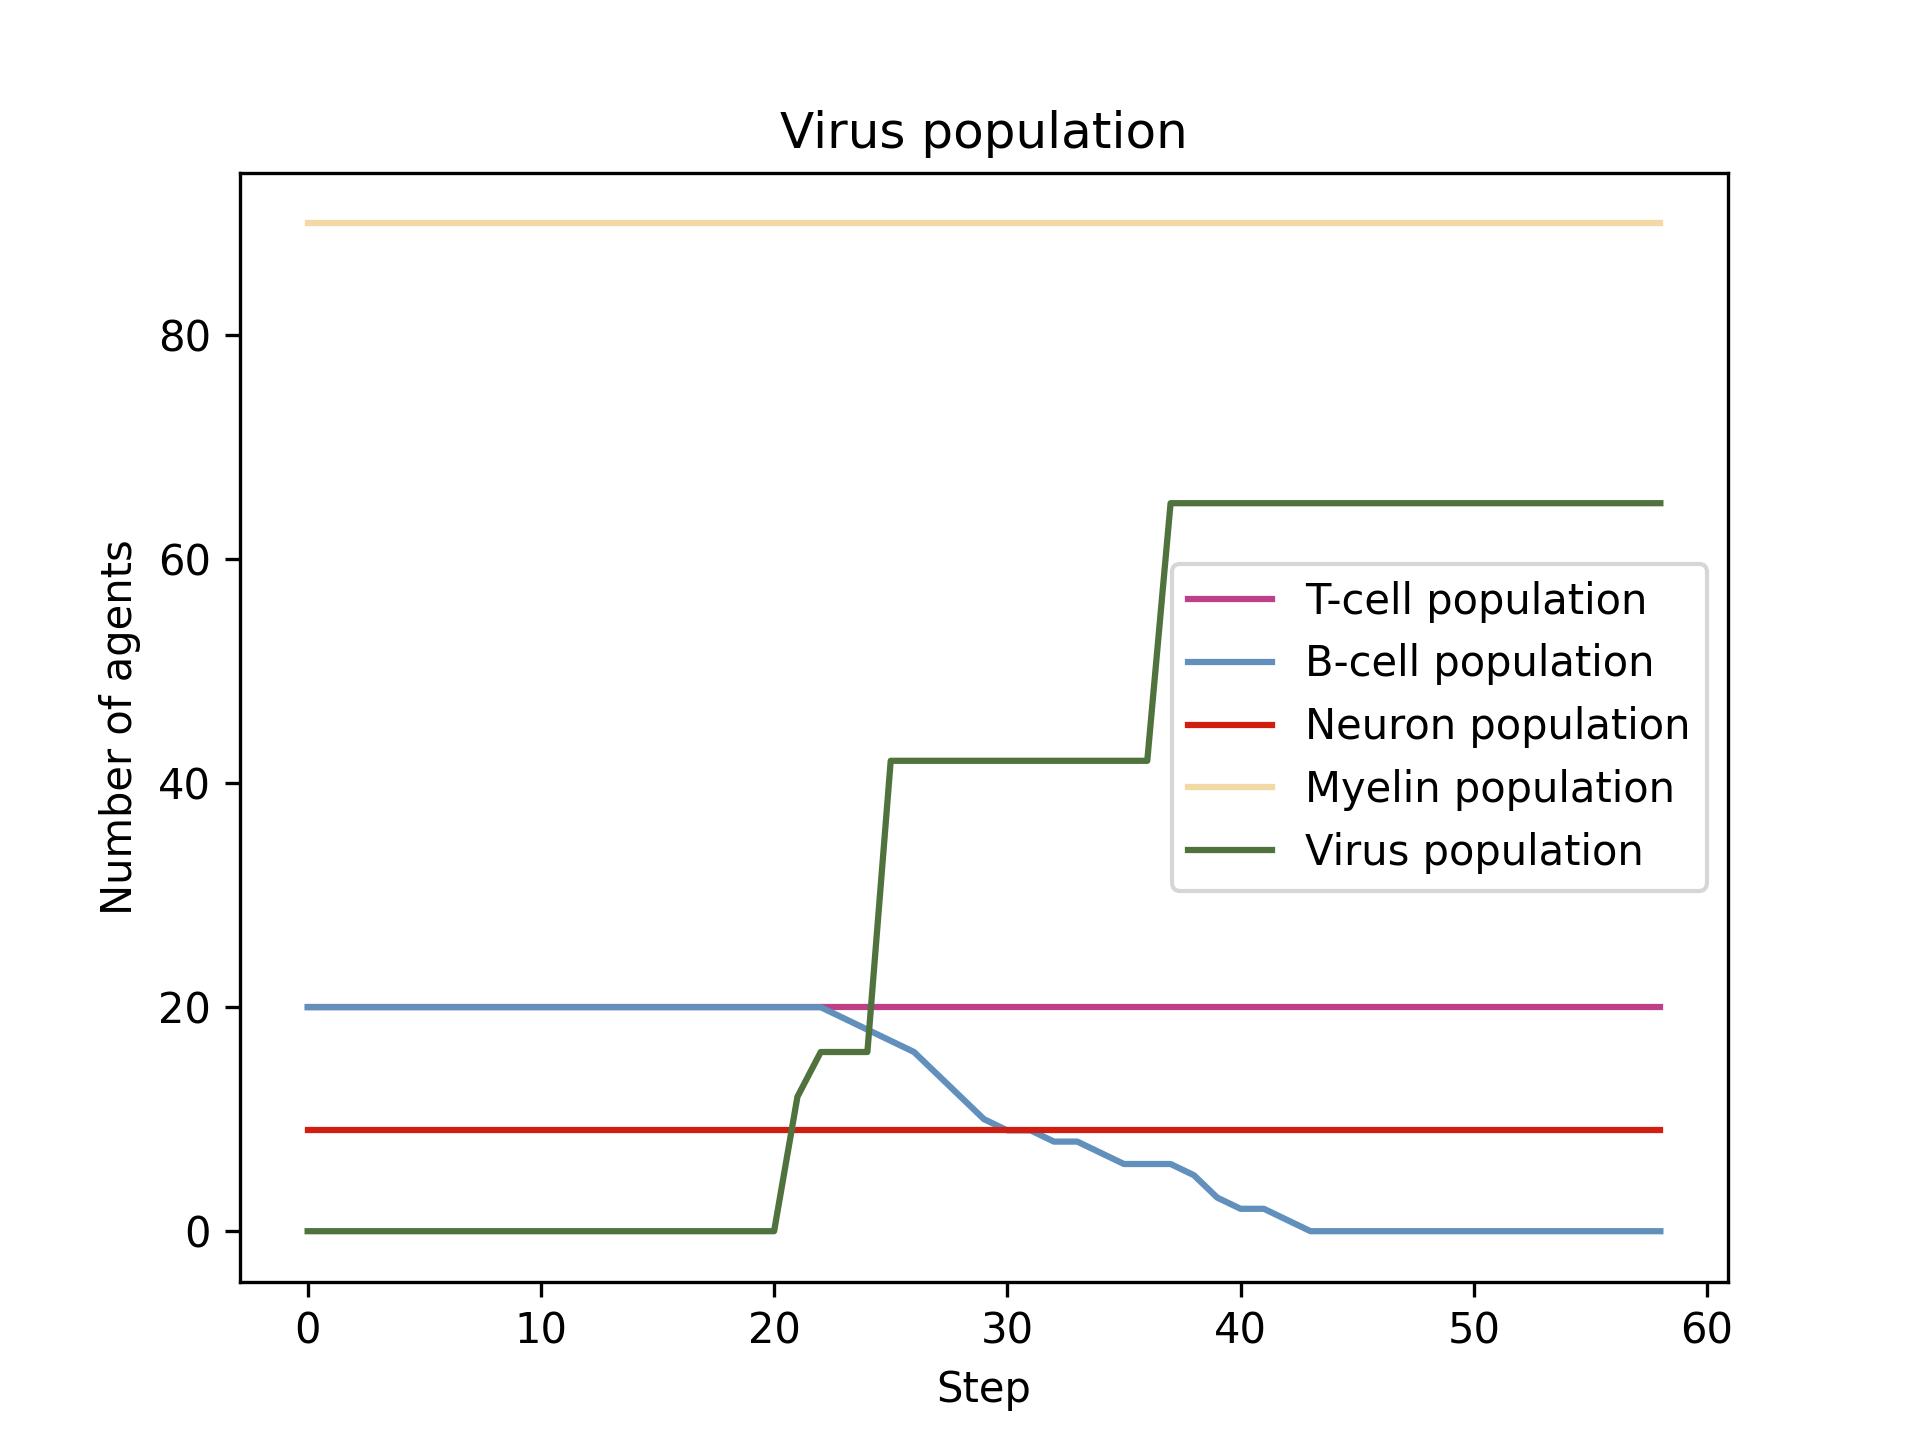 Virus population
Number of agents
80
60
40
20
0
T-cell population
B-cell population
Neuron population
Myelin population
Virus population
0 10 20 30 40 50 60
Step